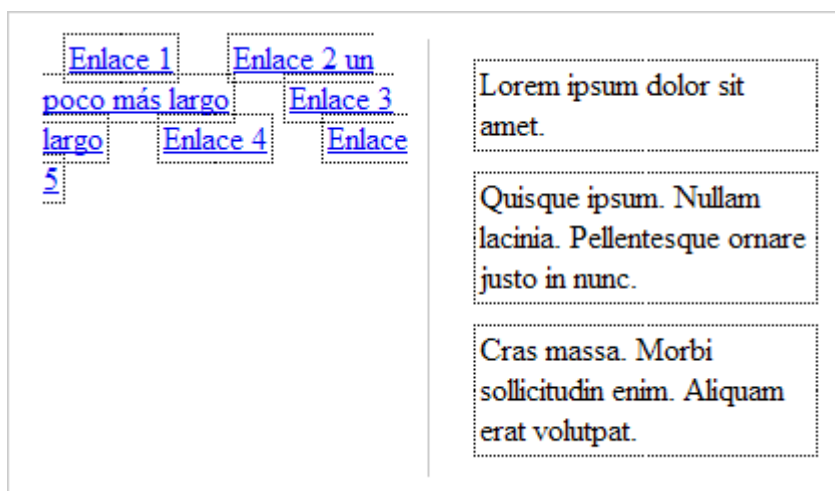 Enlace 1 Enlace 2 un
poco más largo Enlace 3
largo Enlace 4 Enlace
5
Lorem ipsum dolor sit
amet.
Quisque ipsum. Nullam
lacinia. Pellentesque ornare
justo in nunc.
Cras massa. Morbi
sollicitudin enim. Aliquam
erat volutpat.